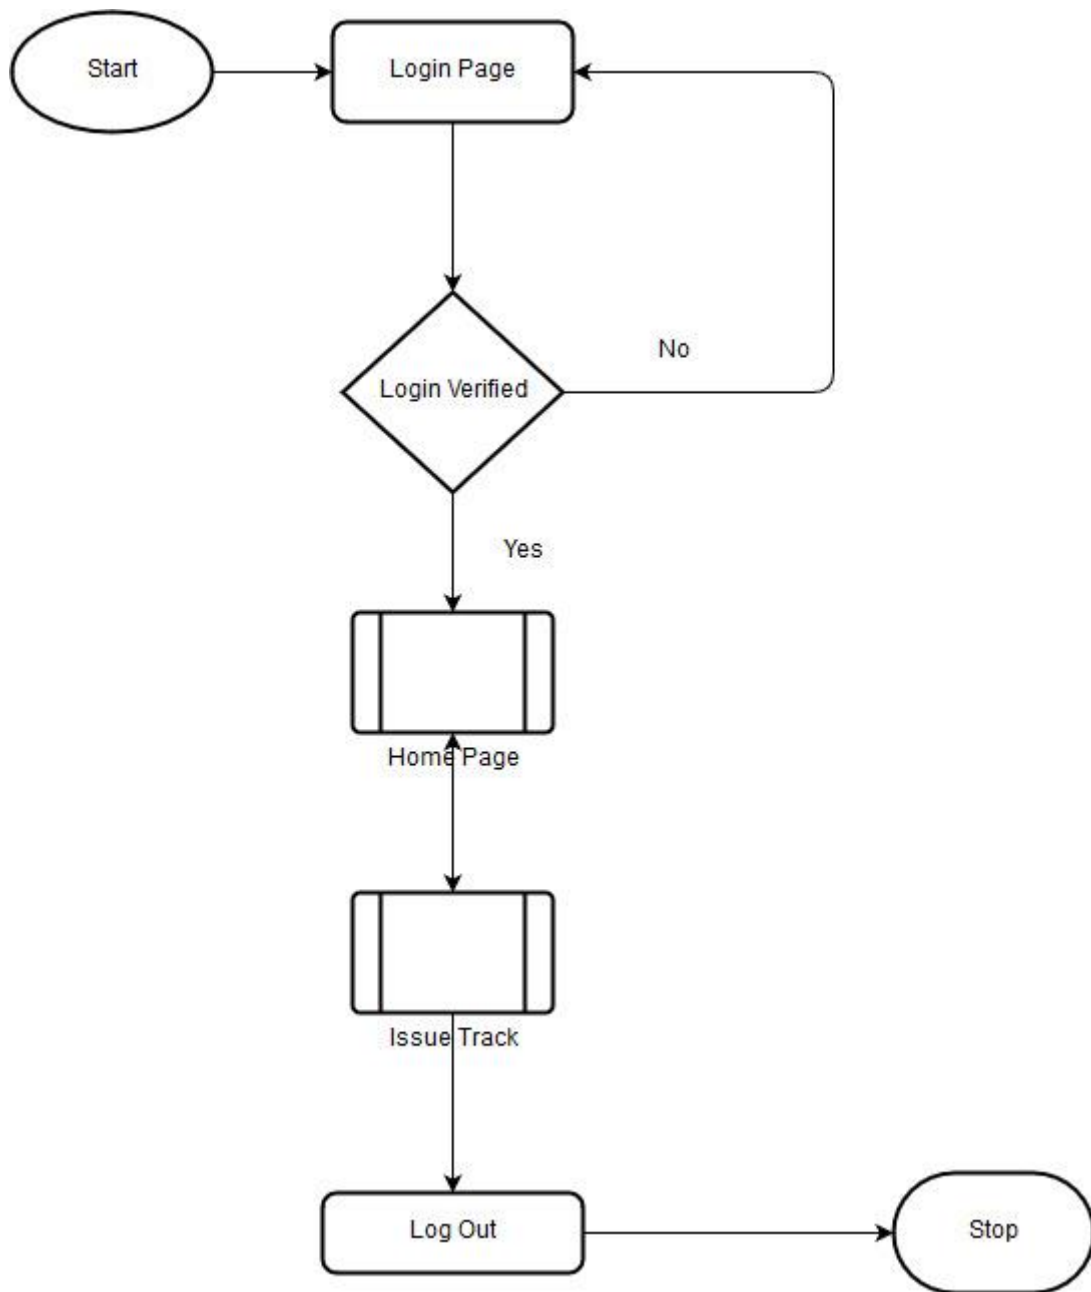 Start
Login Page
Login Verified
No
Yes
Home Page
Issue Track
Log Out
Stop